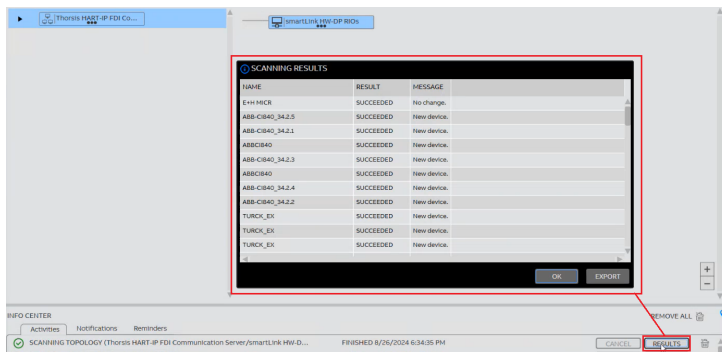 Thorsis HART-IP FDI Co...
smartLink HW-DP RIOs
SCANNING RESULTS
NAME RESULT MESSAGE
E+H MICR SUCCEEDED No change.
ABB-CI840_34.2.5 SUCCEEDED New device.
ABB-CI840_34.2.1 SUCCEEDED New device.
ABBCI840 SUCCEEDED New device.
ABB-CI840_34.2.3 SUCCEEDED New device.
ABBCI840 SUCCEEDED New device.
ABB-CI840_34.2.4 SUCCEEDED New device.
ABB-CI840_34.2.2 SUCCEEDED New device.
TURCK_EX SUCCEEDED New device.
TURCK_EX SUCCEEDED New device.
TURCK_EX SUCCEEDED New device.
OK EXPORT
INFO CENTER REMOVE ALL
Activities Notifications Reminders
SCANNING TOPOLOGY (Thorsis HART-IP FDI Communication Server/smartLink HW-D... FINISHED 8/26/2024 6:34:35 PM CANCEL RESULTS